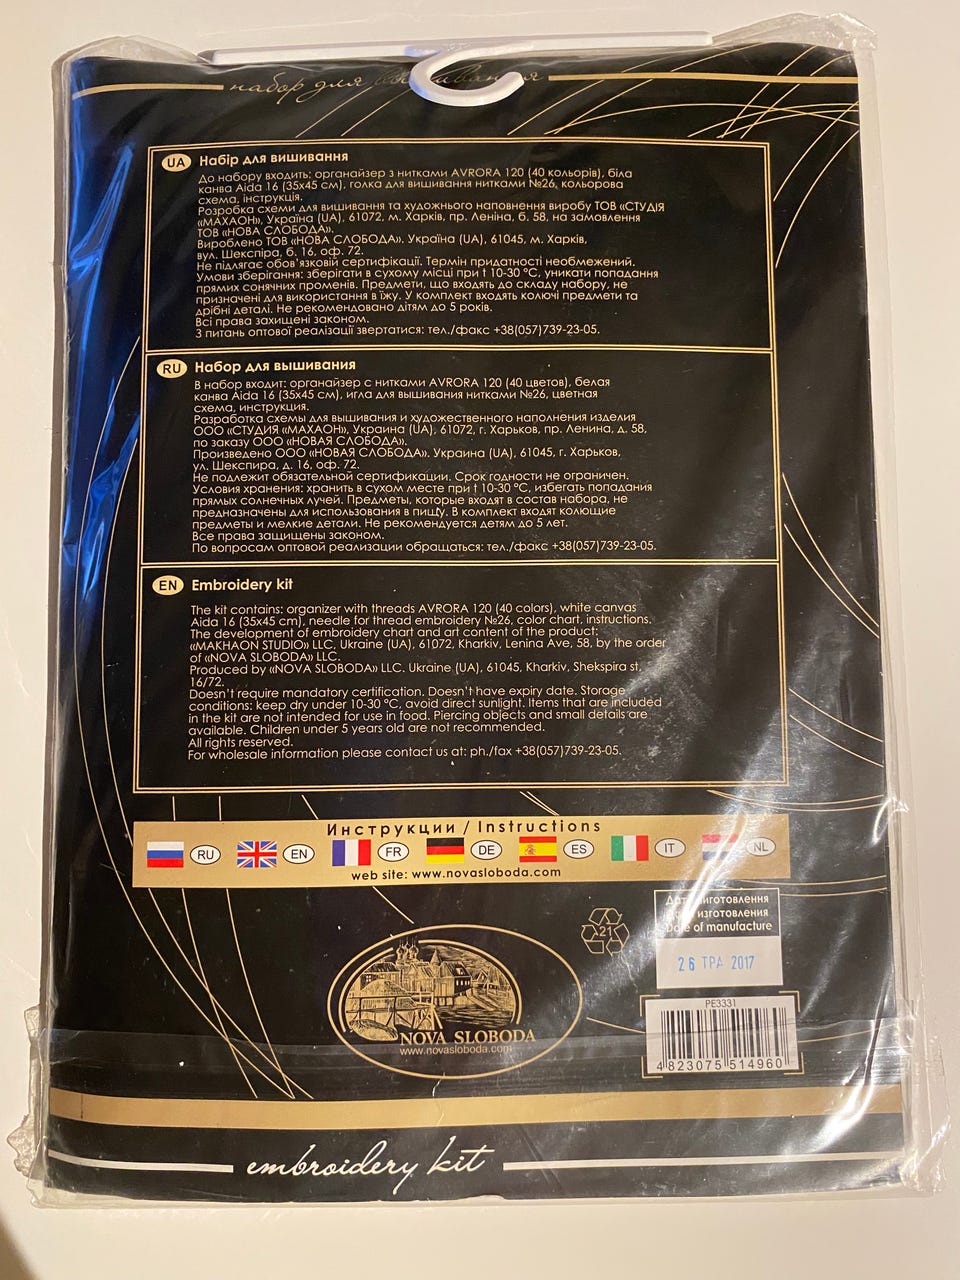 набор для вышивания
UA Набір для вишивання
До набору входить: органайзер з нитками AVRORA 120 (40 кольорів), біла
канва Aida 16 (35x45 см), голка для вишивання нитками №26, кольорова
схема, інструкція.
Розробка схеми для вишивання та художнього наповнення виробу ТОВ «СТУДІЯ
«МАХАОН», Україна (UA), 61072, м. Харків, пр. Леніна, б. 58, на замовлення
ТОВ «НОВА СЛОБОДА».
Вироблено ТОВ «НОВА СЛОБОДА». Україна (UA), 61045, м. Харків,
вул. Шекспіра, б. 16, оф. 72.
Не підлягає обов'язковій сертифікації. Термін придатності необмежений.
Умови зберігання: зберігати в сухому місці при t 10-30 °C, уникати попадання
прямих сонячних променів. Предмети, що входять до складу набору, не
призначені для використання в їжу. У комплект входять колючі предмети та
дрібні деталі. Не рекомендовано дітям до 5 років.
Всі права захищені законом.
З питань оптової реалізації звертатися: тел./факс +38(057)739-23-05.
RU Набор для вышивания
В набор входит: органайзер с нитками AVRORA 120 (40 цветов), белая
канва Aida 16 (35x45 см), игла для вышивания нитками №26, цветная
схема, инструкция.
Разработка схемы для вышивания и художественного наполнения изделия
ООО «СТУДИЯ «МАХАОН», Украина (UA), 61072, г. Харьков, пр. Ленина, д. 58,
по заказу ООО «НОВАЯ СЛОБОДА».
Произведено ООО «НОВАЯ СЛОБОДА». Украина (UA), 61045, г. Харьков,
ул. Шекспира, д. 16, оф. 72.
Не подлежит обязательной сертификации. Срок годности не ограничен.
Условия хранения: хранить в сухом месте при t 10-30 °C, избегать попадания
прямых солнечных лучей. Предметы, которые входят в состав набора, не
предназначены для использования в пищу. В комплект входят колющие
предметы и мелкие детали. Не рекомендуется детям до 5 лет.
Все права защищены законом.
По вопросам оптовой реализации обращаться: тел./факс +38(057)739-23-05.
EN Embroidery kit
The kit contains: organizer with threads AVRORA 120 (40 colors), white canvas
Aida 16 (35x45 cm), needle for thread embroidery №26, color chart, instructions.
The development of embroidery chart and art content of the product:
«MAKHAON STUDIO» LLC, Ukraine (UA), 61072, Kharkiv, Lenina Ave, 58, by the order
of «NOVA SLOBODA» LLC.
Produced by «NOVA SLOBODA» LLC. Ukraine (UA), 61045, Kharkiv, Shekspira st,
16/72.
Doesn't require mandatory certification. Doesn't have expiry date. Storage
conditions: keep dry under 10-30 °C, avoid direct sunlight. Items that are included
in the kit are not intended for use in food. Piercing objects and small details are
available. Children under 5 years old are not recommended.
All rights reserved.
For wholesale information please contact us at: ph./fax +38(057)739-23-05.
Инструкции / Instructions
RU EN FR DE ES IT NL
web site: www.novasloboda.com
21
Дата виготовлення
изготовления
Date of manufacture
26 ТРА 2017
NOVA SLOBODA
www.novasloboda.com
PE3331
4 823075 514960
embroidery kit